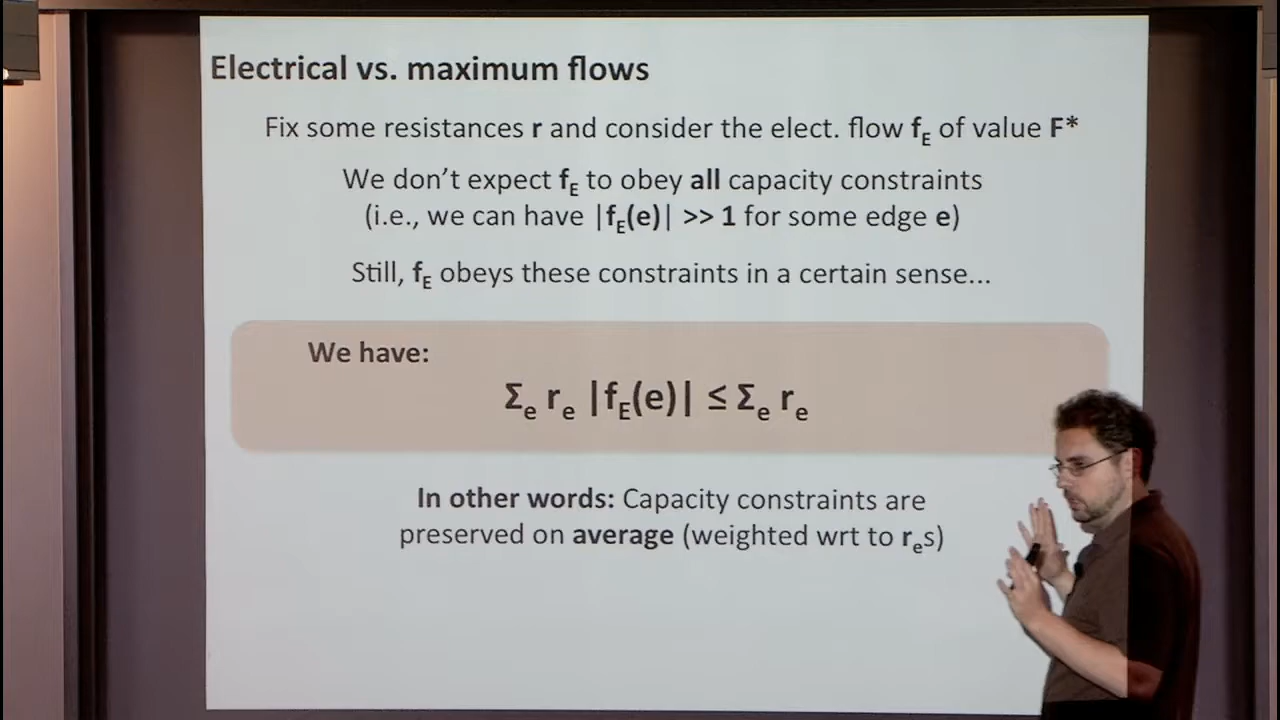 Electrical vs. maximum flows
Fix some resistances r and consider the elect. flow fE of value F*
We don't expect fE to obey all capacity constraints
(i.e., we can have |fE(e)| >> 1 for some edge e)
Still, fE obeys these constraints in a certain sense...
We have:
Σe re |fE(e)| ≤ Σe re
In other words: Capacity constraints are
preserved on average (weighted wrt to res)